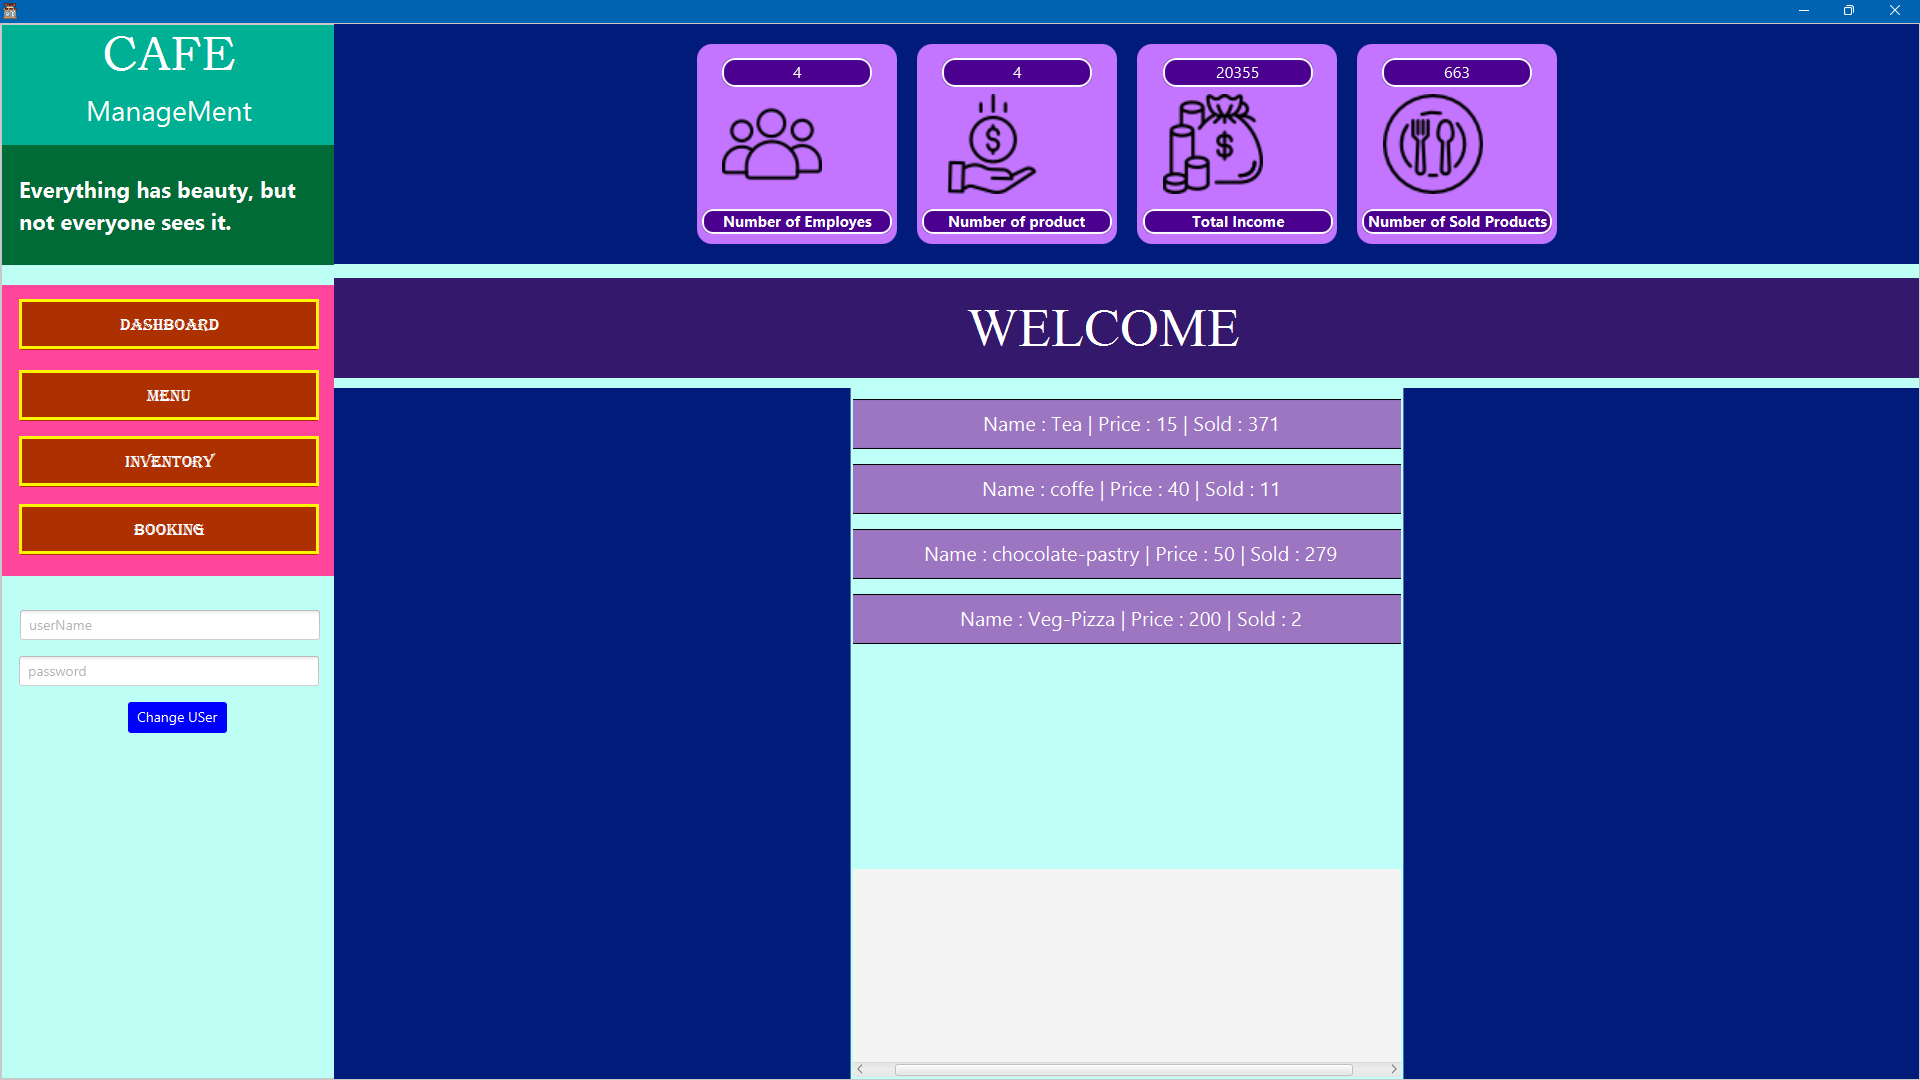 CAFE
ManageMent
Everything has beauty, but
not everyone sees it.
DASHBOARD
MENU
INVENTORY
BOOKING
userName
password
Change USer
4
Number of Employes
4
$
Number of product
20355
$
Total Income
663
Number of Sold Products
WELCOME
Name : Tea | Price : 15 | Sold : 371
Name : coffe | Price : 40 | Sold : 11
Name : chocolate-pastry | Price : 50 | Sold : 279
Name : Veg-Pizza | Price : 200 | Sold : 2